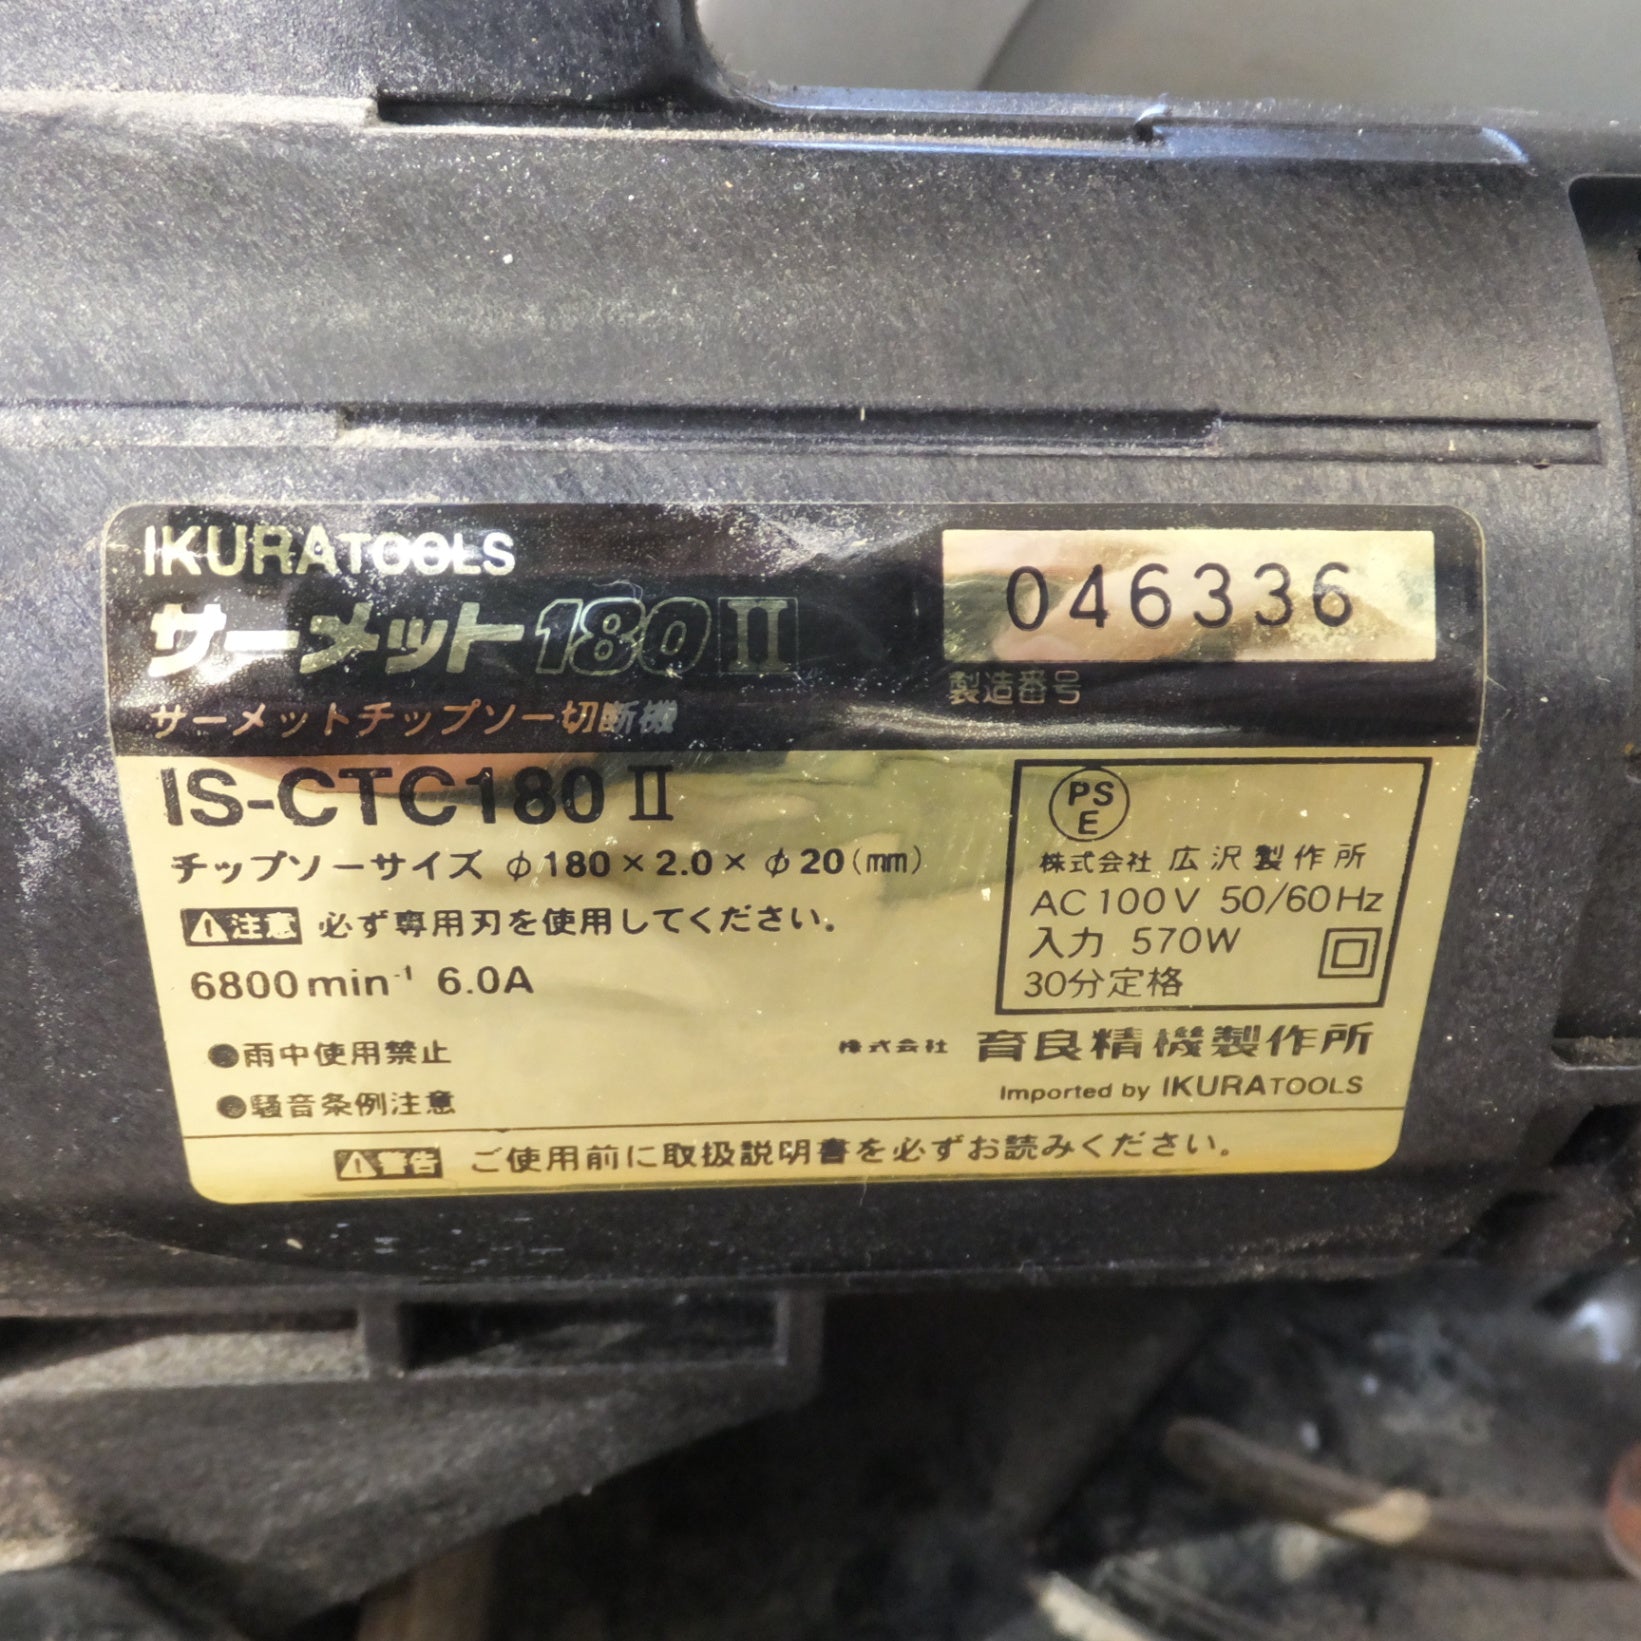 IKURATOOLS
サーメット180Ⅱ
サーメットチップソー切断機
046336
製造番号
IS-CTC180Ⅱ
チップソーサイズ φ180×2.0×φ20(mm)
⚠注意 必ず専用刃を使用してください。
6800min⁻¹ 6.0A
●雨中使用禁止
●騒音条例注意
PS
E
株式会社 広沢製作所
AC100V 50/60Hz
入力 570W
30分定格
株式会社 育良精機製作所
Imported by IKURATOOLS
⚠警告 ご使用前に取扱説明書を必ずお読みください。